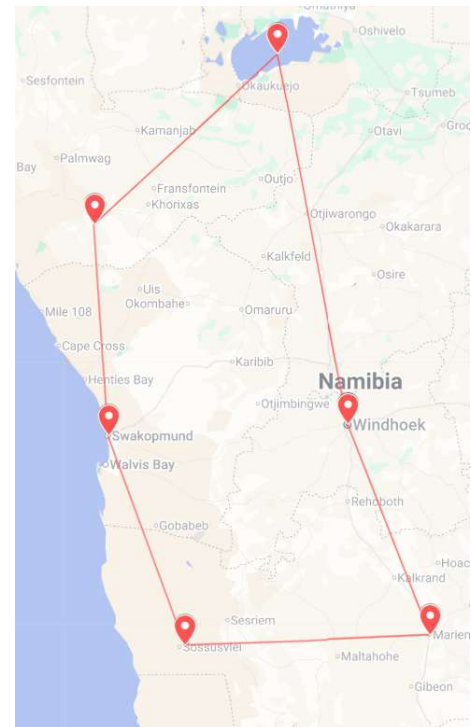 Omuthiya
Oshivelo
Sesfontein
Okaukuejo
Tsumeb
Kamanjab
Otavi
Groo
Bay
Palmwag
Fransfontein
Outjo
Khorixas
Otjiwarongo
Okakarara
Kalkfeld
Osire
Uis
Okombahe
Mile 108
Omaruru
Cape Cross
Karibib
Henties Bay
Namibia
Otjimbingwe
Windhoek
Swakopmund
Walvis Bay
Rehoboth
Gobabeb
Hoac
Kalkrand
Sesriem
Marien
Sossusvlei
Maltahohe
Gibeon